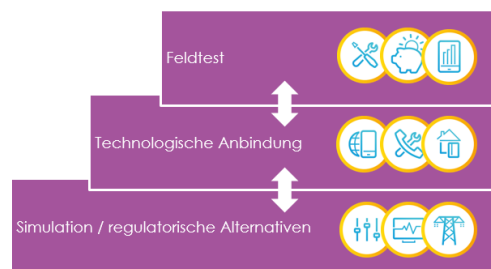 Feldtest
Technologische Anbindung
Simulation / regulatorische Alternativen